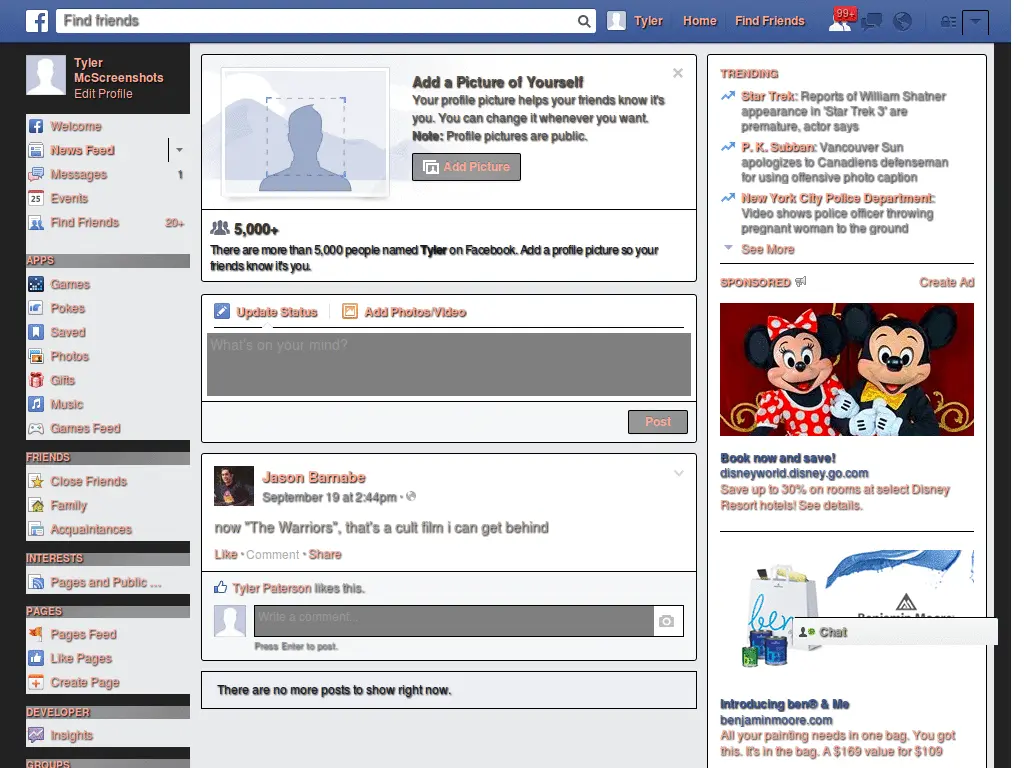 Find friends
Tyler
Home
Find Friends
99+
Tyler
McScreenshots
Edit Profile
Welcome
News Feed
Messages 1
25 Events
Find Friends 20+
APPS
Games
Pokes
Saved
Photos
Gifts
Music
Games Feed
FRIENDS
Close Friends
Family
Acquaintances
INTERESTS
Pages and Public ...
PAGES
Pages Feed
Like Pages
Create Page
DEVELOPER
Insights
GROUPS
Add a Picture of Yourself
Your profile picture helps your friends know it's
you. You can change it whenever you want.
Note: Profile pictures are public.
Add Picture
5,000+
There are more than 5,000 people named Tyler on Facebook. Add a profile picture so your
friends know it's you.
Update Status
Add Photos/Video
What's on your mind?
Post
Jason Barnabe
September 19 at 2:44pm ·
now "The Warriors", that's a cult film i can get behind
Like · Comment · Share
Tyler Paterson likes this.
Write a comment...
Press Enter to post.
There are no more posts to show right now.
TRENDING
Star Trek: Reports of William Shatner
appearance in 'Star Trek 3' are
premature, actor says
P. K. Subban: Vancouver Sun
apologizes to Canadiens defenseman
for using offensive photo caption
New York City Police Department:
Video shows police officer throwing
pregnant woman to the ground
See More
SPONSORED
Create Ad
Book now and save!
disneyworld.disney.go.com
Save up to 30% on rooms at select Disney
Resort hotels! See details.
ben
Benjamin Moore
Chat
Introducing ben® & Me
benjaminmoore.com
All your painting needs in one bag. You got
this. It's in the bag. A $169 value for $109